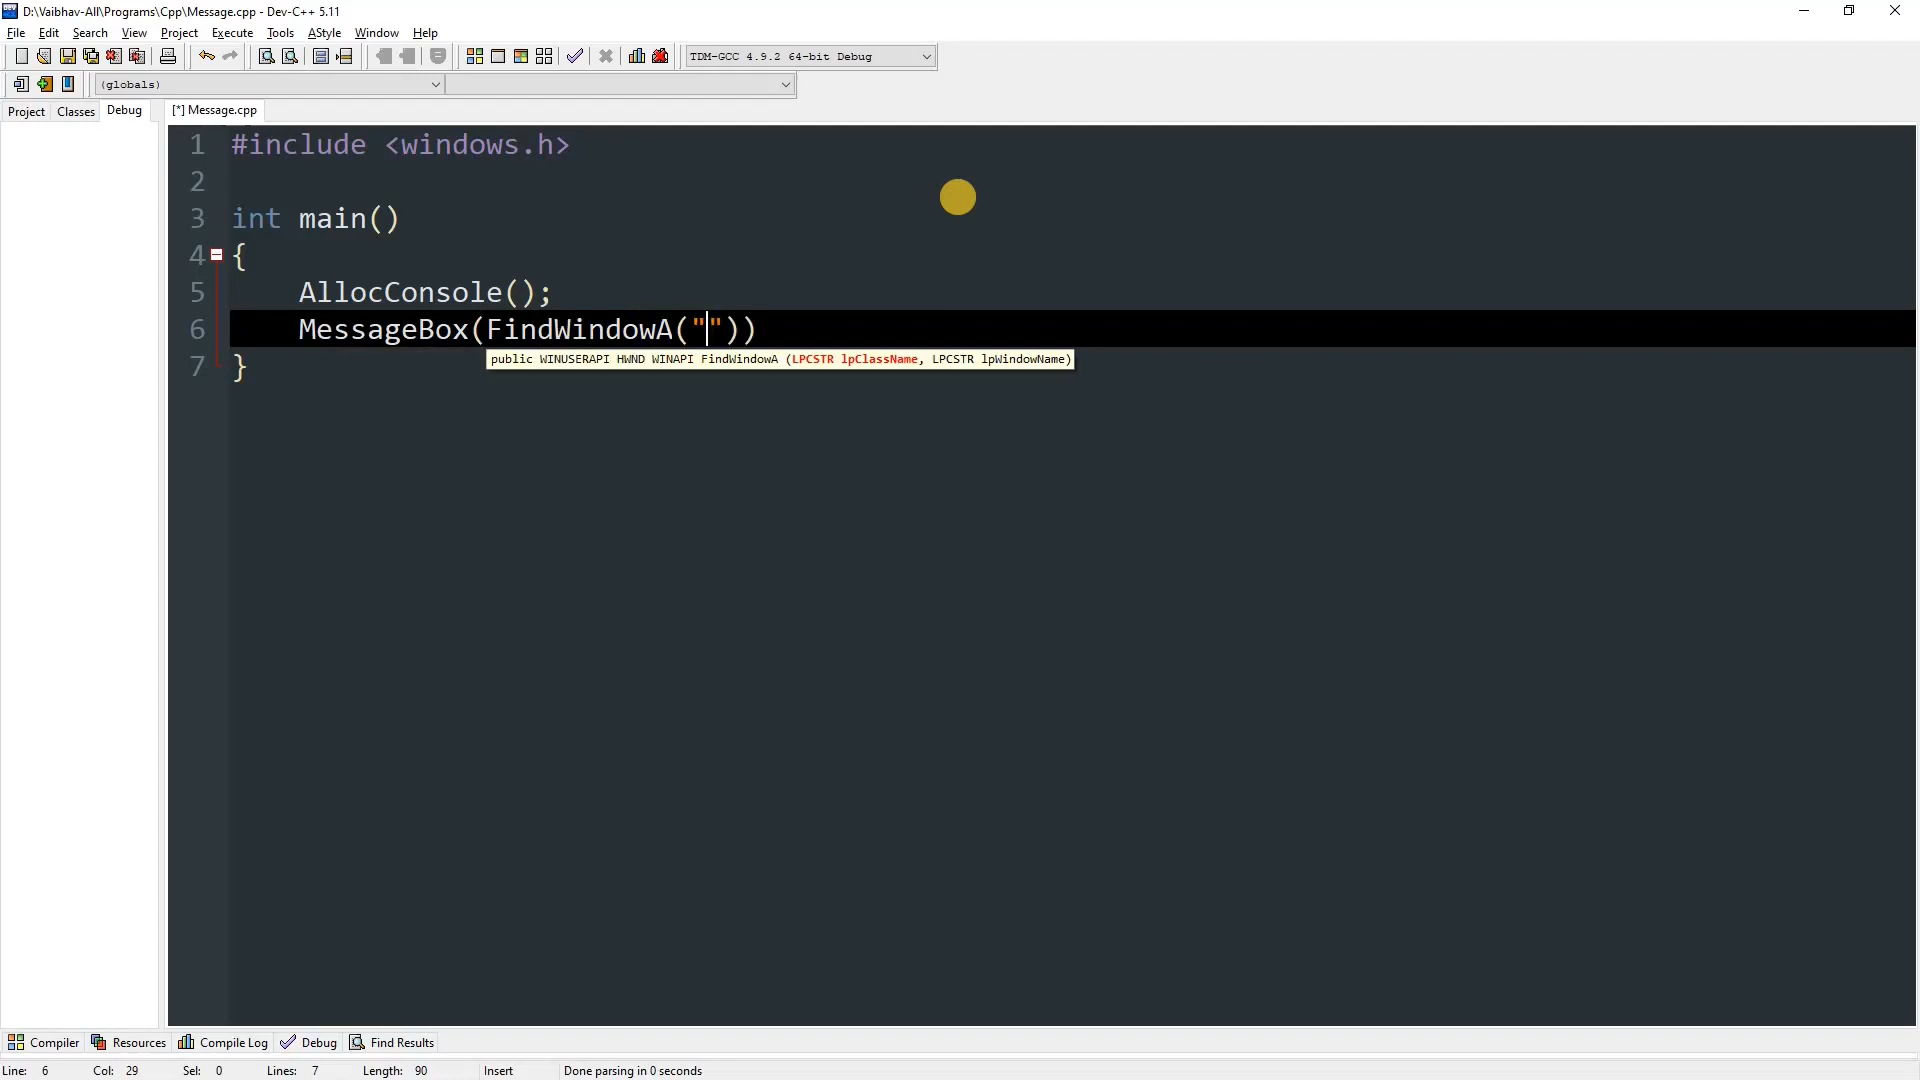 D:\Vaibhav-All\Programs\Cpp\Message.cpp - Dev-C++ 5.11
File Edit Search View Project Execute Tools AStyle Window Help
TDM-GCC 4.9.2 64-bit Debug
(globals)
Project Classes Debug [*] Message.cpp
1 #include <windows.h>
2
3 int main()
4 {
5 AllocConsole();
6 MessageBox(FindWindowA(""))
public WINUSERAPI HWND WINAPI FindWindowA (LPCSTR lpClassName, LPCSTR lpWindowName)
7 }
Compiler Resources Compile Log Debug Find Results
Line: 6 Col: 29 Sel: 0 Lines: 7 Length: 90 Insert Done parsing in 0 seconds